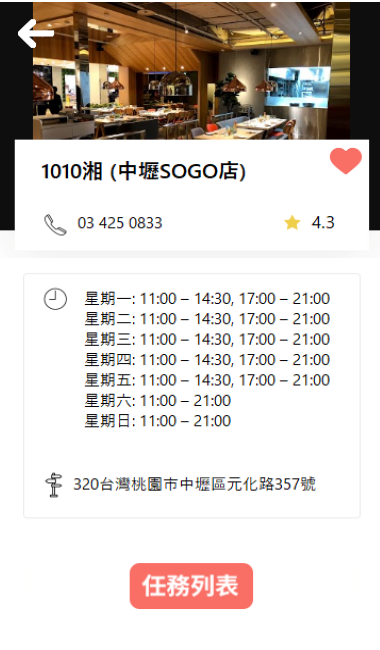 1010湘 (中壢SOGO店)
03 425 0833
4.3
星期一: 11:00 – 14:30, 17:00 – 21:00
星期二: 11:00 – 14:30, 17:00 – 21:00
星期三: 11:00 – 14:30, 17:00 – 21:00
星期四: 11:00 – 14:30, 17:00 – 21:00
星期五: 11:00 – 14:30, 17:00 – 21:00
星期六: 11:00 – 21:00
星期日: 11:00 – 21:00
320台灣桃園市中壢區元化路357號
任務列表